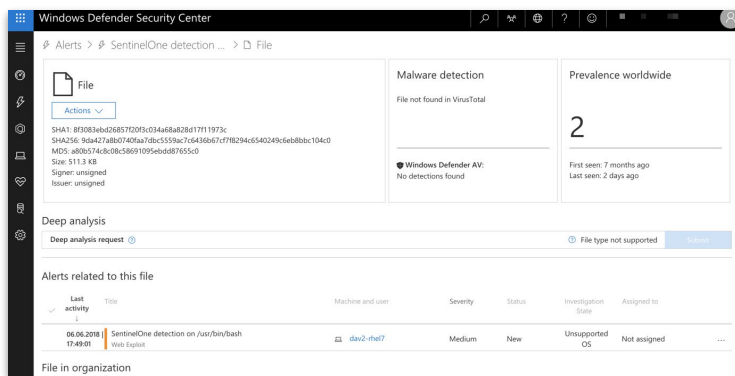 Windows Defender Security Center
Alerts > SentinelOne detection ... > File
File
Actions
SHA1: 8f3083ebd26857f20f3c034a68a828d17f11973c
SHA256: 9da427a8b0740faa7dbc5559ac7c6436b67cf7f8294c6540249c6eb8bbc104c0
MD5: a80b574c8c08c58691095ebdd87655c0
Size: 511.3 KB
Signer: unsigned
Issuer: unsigned
Malware detection
File not found in VirusTotal
Windows Defender AV:
No detections found
Prevalence worldwide
2
First seen: 7 months ago
Last seen: 2 days ago
Deep analysis
Deep analysis request
File type not supported
Submit
Alerts related to this file
Last activity Title Machine and user Severity Status Investigation State Assigned to
06.06.2018 | 17:49:01 SentinelOne detection on /usr/bin/bash dav2-rhel7 Medium New Unsupported OS Not assigned ...
Web Exploit
File in organization